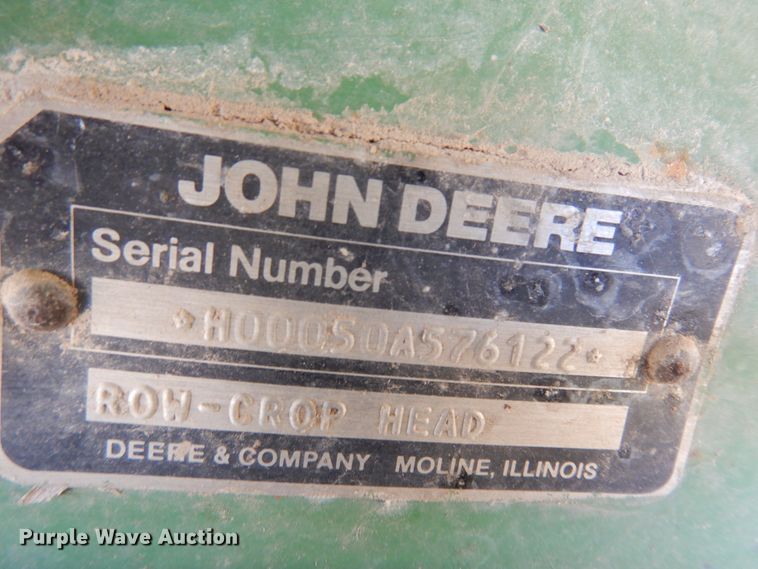 JOHN DEERE
Serial Number
*H00050A576122*
ROW-CROP HEAD
DEERE & COMPANY MOLINE, ILLINOIS
Purple Wave Auction